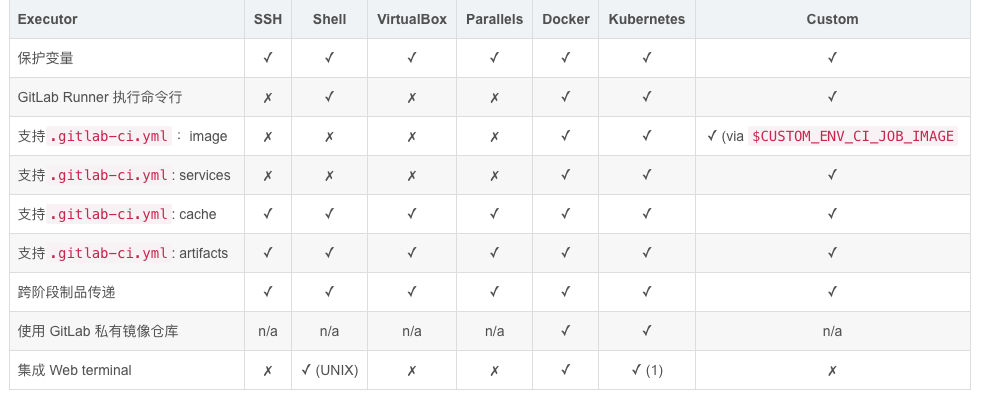 Executor SSH Shell VirtualBox Parallels Docker Kubernetes Custom
保护变量 ✓ ✓ ✓ ✓ ✓ ✓ ✓
GitLab Runner 执行命令行 ✗ ✓ ✗ ✗ ✓ ✓ ✓
支持 .gitlab-ci.yml : image ✗ ✗ ✗ ✗ ✓ ✓ ✓ (via $CUSTOM_ENV_CI_JOB_IMAGE
支持 .gitlab-ci.yml : services ✗ ✗ ✗ ✗ ✓ ✓ ✓
支持 .gitlab-ci.yml : cache ✓ ✓ ✓ ✓ ✓ ✓ ✓
支持 .gitlab-ci.yml : artifacts ✓ ✓ ✓ ✓ ✓ ✓ ✓
跨阶段制品传递 ✓ ✓ ✓ ✓ ✓ ✓ ✓
使用 GitLab 私有镜像仓库 n/a n/a n/a n/a ✓ ✓ n/a
集成 Web terminal ✗ ✓ (UNIX) ✗ ✗ ✓ ✓ (1) ✗